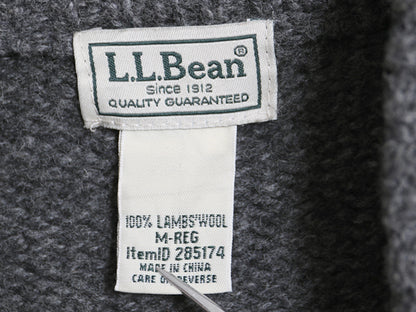 L.L.Bean®
Since 1912
QUALITY GUARANTEED
100% LAMBS'WOOL
M-REG
ItemID 285174
MADE IN CHINA
CARE ON REVERSE